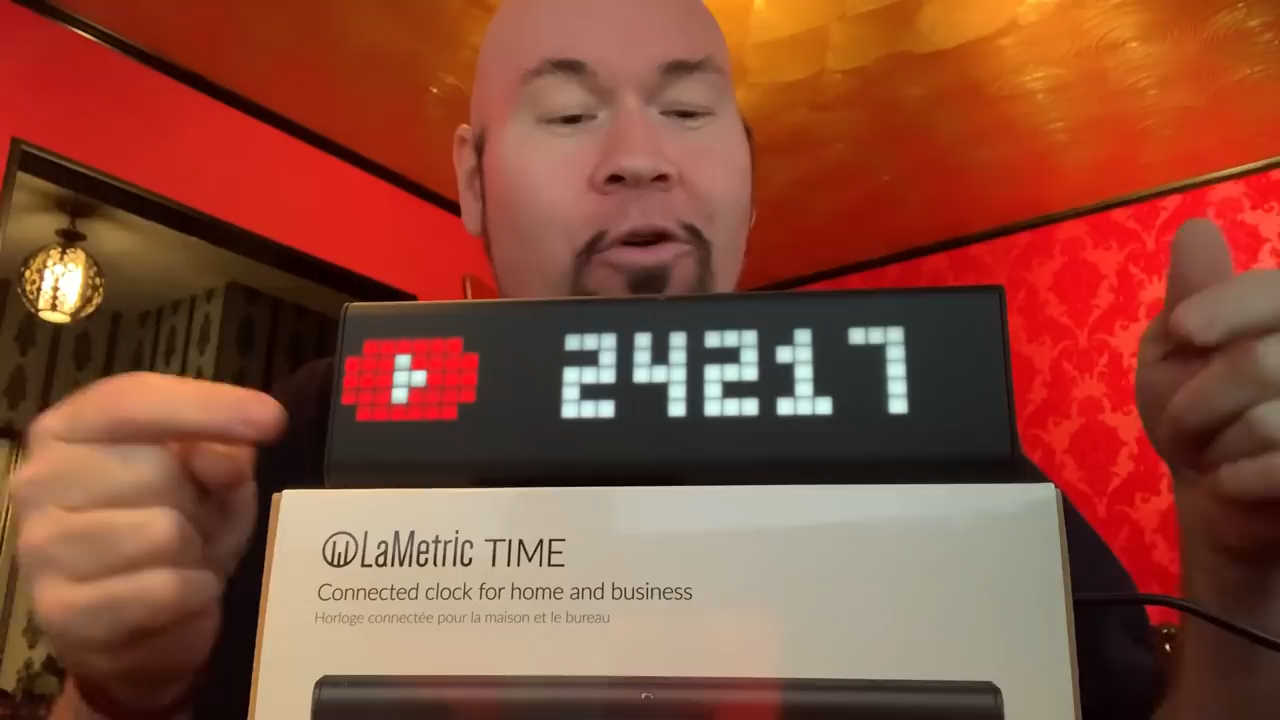 24217
LaMetric TIME
Connected clock for home and business
Horloge connectée pour la maison et le bureau